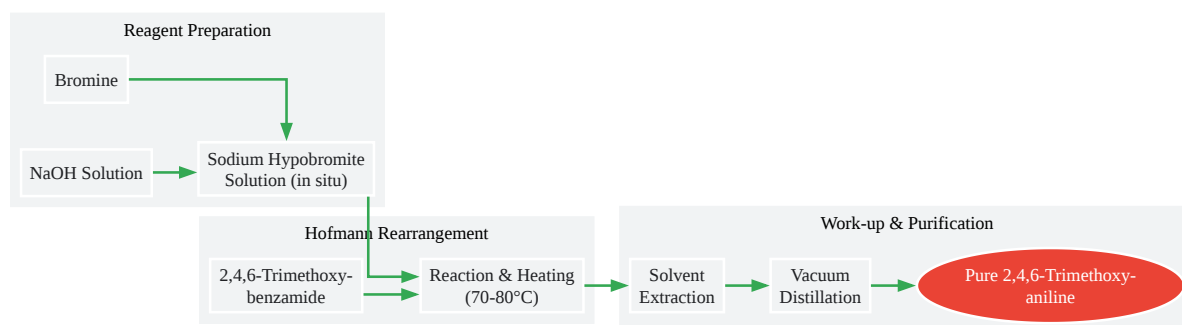 Reagent Preparation
Bromine
NaOH Solution
Sodium Hypobromite
Solution (in situ)
Hofmann Rearrangement
2,4,6-Trimethoxy-
benzamide
Reaction & Heating
(70-80°C)
Work-up & Purification
Solvent
Extraction
Vacuum
Distillation
Pure 2,4,6-Trimethoxy-
aniline